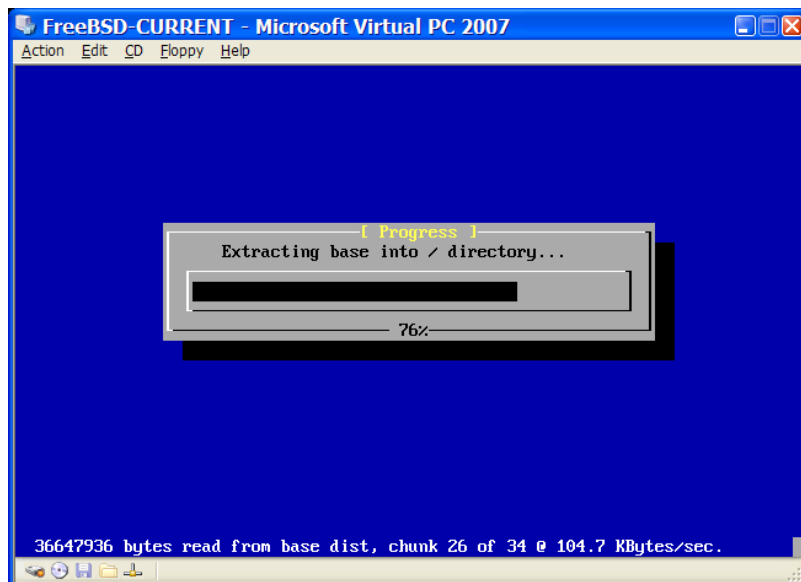 FreeBSD-CURRENT - Microsoft Virtual PC 2007
Action Edit CD Floppy Help
[ Progress ]
Extracting base into / directory...
76%
36647936 bytes read from base dist, chunk 26 of 34 @ 104.7 KBytes/sec.